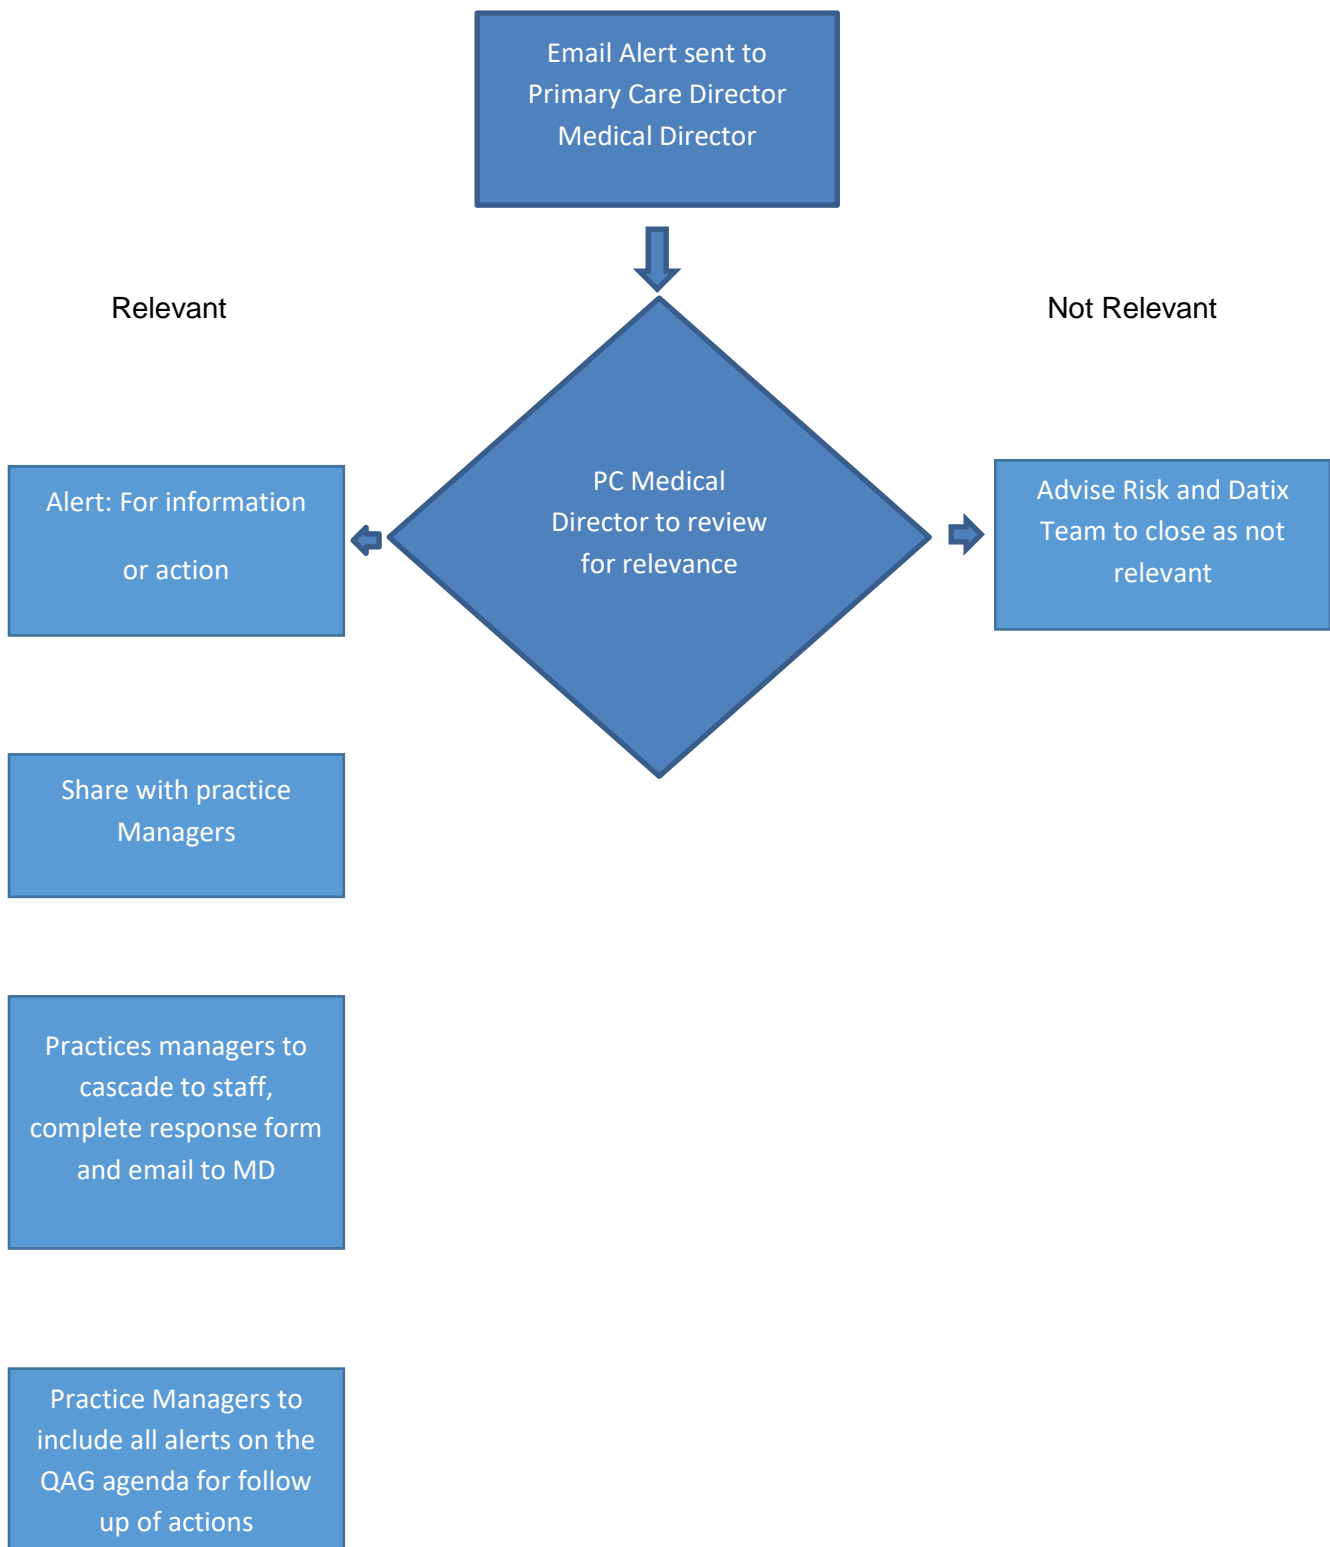 Email Alert sent to
Primary Care Director
Medical Director
Relevant
Not Relevant
Alert: For information
or action
PC Medical
Director to review
for relevance
Advise Risk and Datix
Team to close as not
relevant
Share with practice
Managers
Practices managers to
cascade to staff,
complete response form
and email to MD
Practice Managers to
include all alerts on the
QAG agenda for follow
up of actions